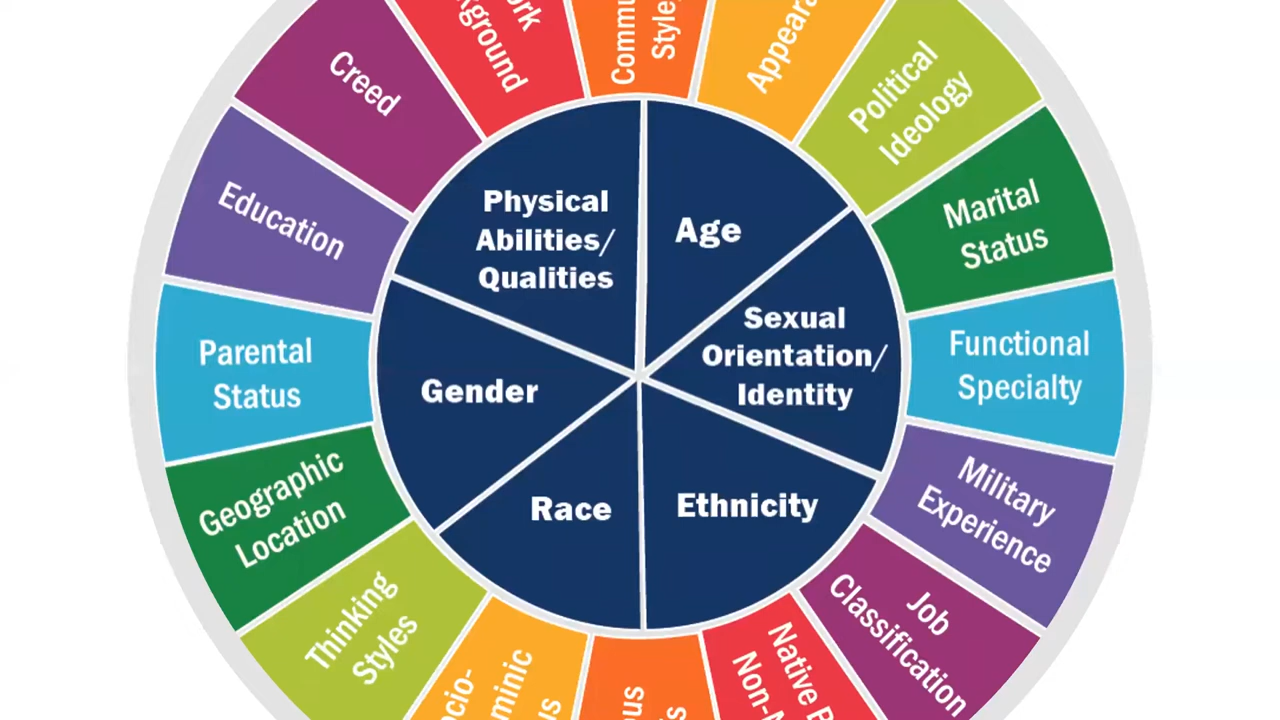 Creed
Political
Ideology
Education
Marital
Status
Physical
Abilities/
Qualities
Age
Parental
Status
Sexual
Orientation/
Identity
Functional
Specialty
Gender
Geographic
Location
Race
Ethnicity
Military
Experience
Thinking
Styles
Job
Classification
Native